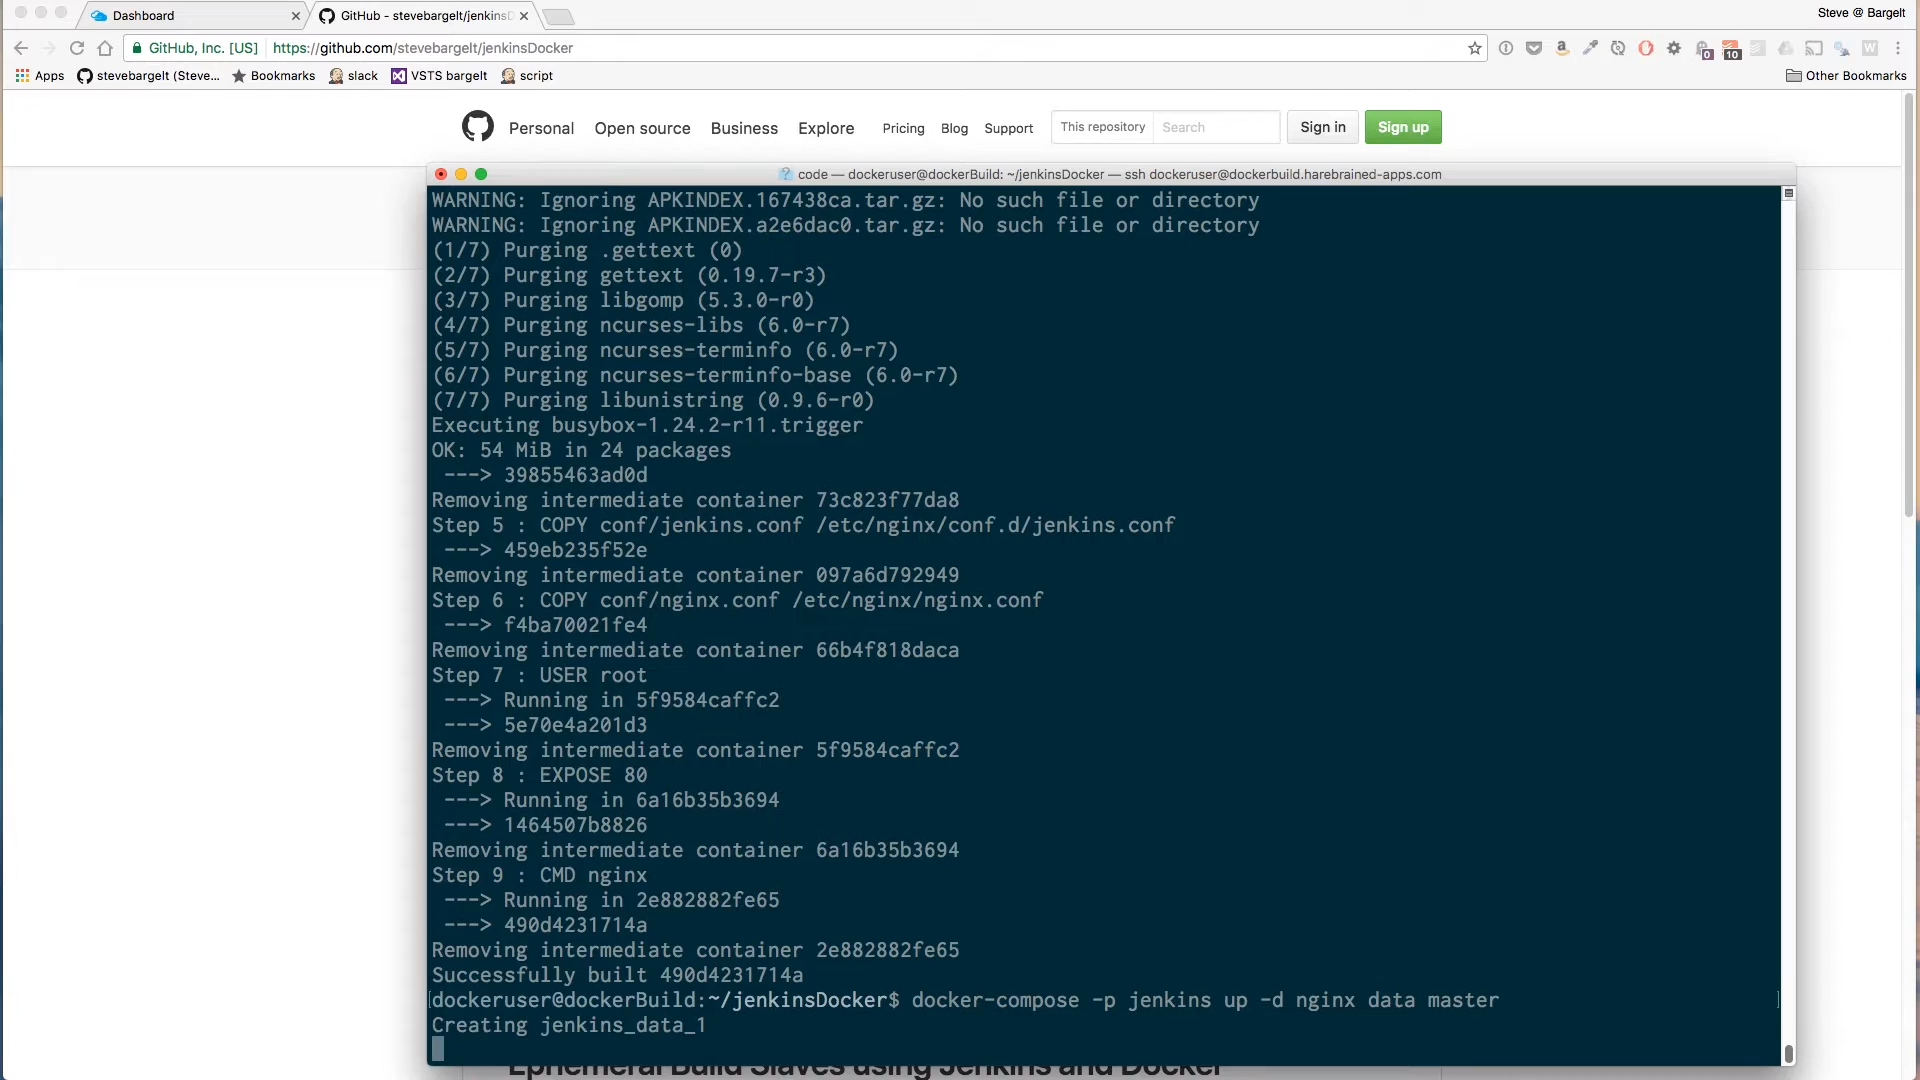 Steve @ Bargelt
Dashboard
GitHub - stevebargelt/jenkinsD
GitHub, Inc. [US]
https://github.com/stevebargelt/jenkinsDocker
0
10
Apps
stevebargelt (Steve...
Bookmarks
slack
VSTS bargelt
script
Other Bookmarks
Personal
Open source
Business
Explore
Pricing
Blog
Support
This repository
Search
Sign in
Sign up
code — dockeruser@dockerBuild: ~/jenkinsDocker — ssh dockeruser@dockerbuild.harebrained-apps.com
WARNING: Ignoring APKINDEX.167438ca.tar.gz: No such file or directory
WARNING: Ignoring APKINDEX.a2e6dac0.tar.gz: No such file or directory
(1/7) Purging .gettext (0)
(2/7) Purging gettext (0.19.7-r3)
(3/7) Purging libgomp (5.3.0-r0)
(4/7) Purging ncurses-libs (6.0-r7)
(5/7) Purging ncurses-terminfo (6.0-r7)
(6/7) Purging ncurses-terminfo-base (6.0-r7)
(7/7) Purging libunistring (0.9.6-r0)
Executing busybox-1.24.2-r11.trigger
OK: 54 MiB in 24 packages
---> 39855463ad0d
Removing intermediate container 73c823f77da8
Step 5 : COPY conf/jenkins.conf /etc/nginx/conf.d/jenkins.conf
---> 459eb235f52e
Removing intermediate container 097a6d792949
Step 6 : COPY conf/nginx.conf /etc/nginx/nginx.conf
---> f4ba70021fe4
Removing intermediate container 66b4f818daca
Step 7 : USER root
---> Running in 5f9584caffc2
---> 5e70e4a201d3
Removing intermediate container 5f9584caffc2
Step 8 : EXPOSE 80
---> Running in 6a16b35b3694
---> 1464507b8826
Removing intermediate container 6a16b35b3694
Step 9 : CMD nginx
---> Running in 2e882882fe65
---> 490d4231714a
Removing intermediate container 2e882882fe65
Successfully built 490d4231714a
[dockeruser@dockerBuild:~/jenkinsDocker$ docker-compose -p jenkins up -d nginx data master ]
Creating jenkins_data_1
Ephemeral Build Slaves using Jenkins and Docker